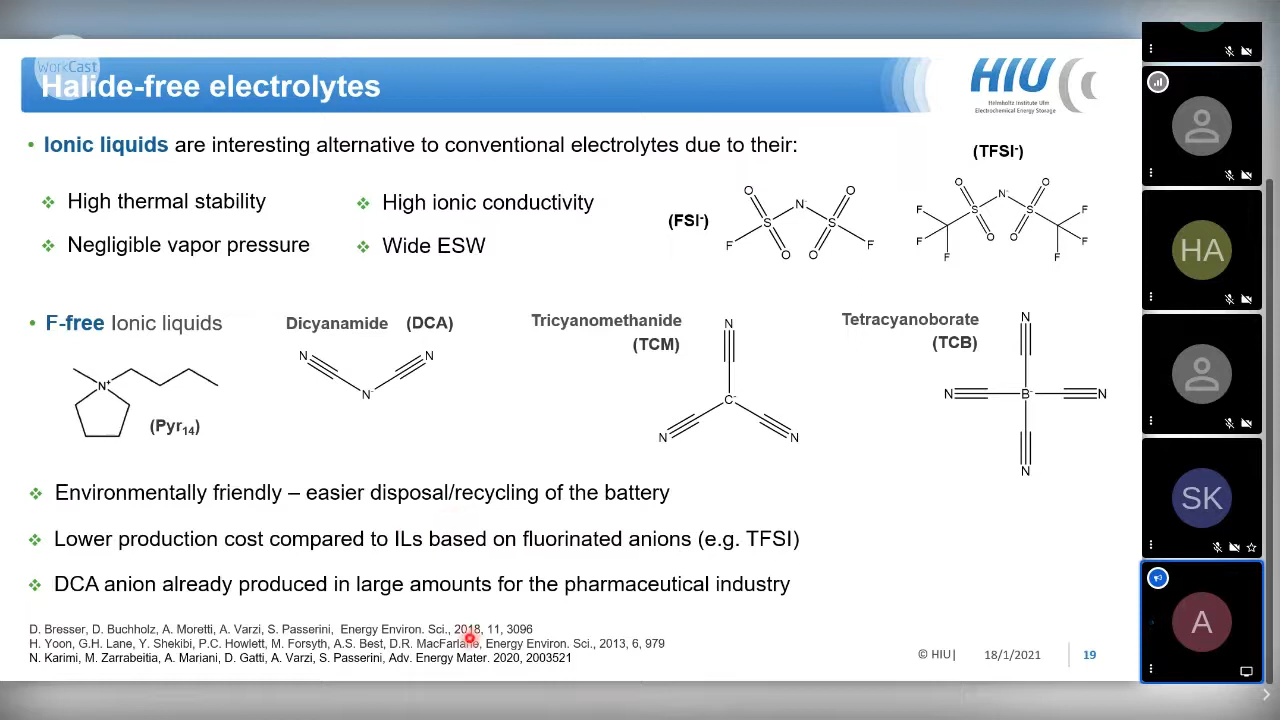 WorkCast
Halide-free electrolytes
HIU
Helmholtz Institute Ulm
Electrochemical Energy Storage
• Ionic liquids are interesting alternative to conventional electrolytes due to their:
❖ High thermal stability
❖ High ionic conductivity
❖ Negligible vapor pressure
❖ Wide ESW
(FSI-)
O O
N-
S S
F F
O O
(TFSI-)
O O
N-
S S
F F
O O
F F
F F
• F-free Ionic liquids
N+
(Pyr14)
Dicyanamide (DCA)
N N
N-
Tricyanomethanide
(TCM)
N
C-
N N
Tetracyanoborate
(TCB)
N
N B- N
N
❖ Environmentally friendly – easier disposal/recycling of the battery
❖ Lower production cost compared to ILs based on fluorinated anions (e.g. TFSI)
❖ DCA anion already produced in large amounts for the pharmaceutical industry
D. Bresser, D. Buchholz, A. Moretti, A. Varzi, S. Passerini, Energy Environ. Sci., 2018, 11, 3096
H. Yoon, G.H. Lane, Y. Shekibi, P.C. Howlett, M. Forsyth, A.S. Best, D.R. MacFarlane, Energy Environ. Sci., 2013, 6, 979
N. Karimi, M. Zarrabeitia, A. Mariani, D. Gatti, A. Varzi, S. Passerini, Adv. Energy Mater. 2020, 2003521
© HIU| 18/1/2021 19
HA
SK
A